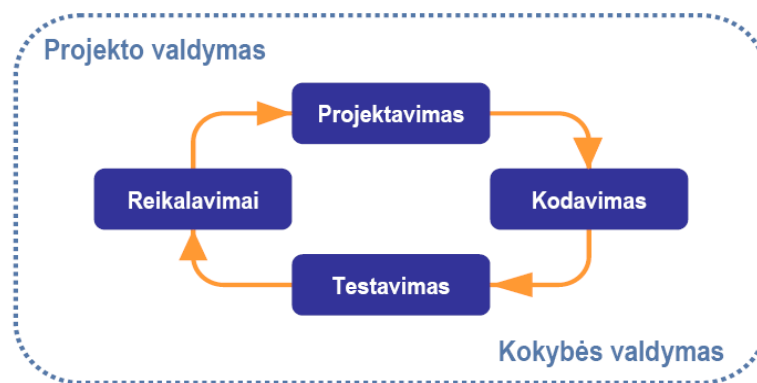 Projekto valdymas
Projektavimas
Reikalavimai
Kodavimas
Testavimas
Kokybės valdymas